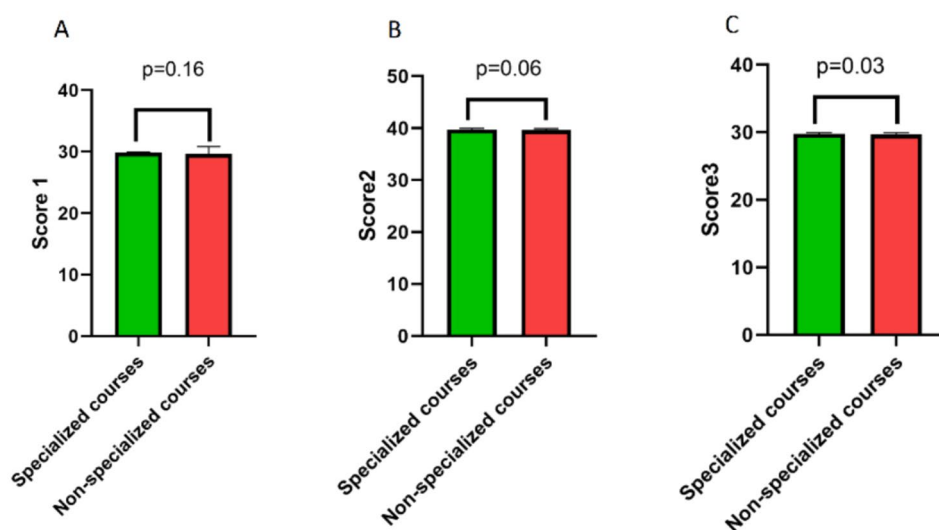 A
p=0.16
Score 1
40
30
20
10
0
Specialized courses
Non-specialized courses
B
p=0.06
Score2
50
40
30
20
10
0
Specialized courses
Non-specialized courses
C
p=0.03
Score3
40
30
20
10
0
Specialized courses
Non-specialized courses